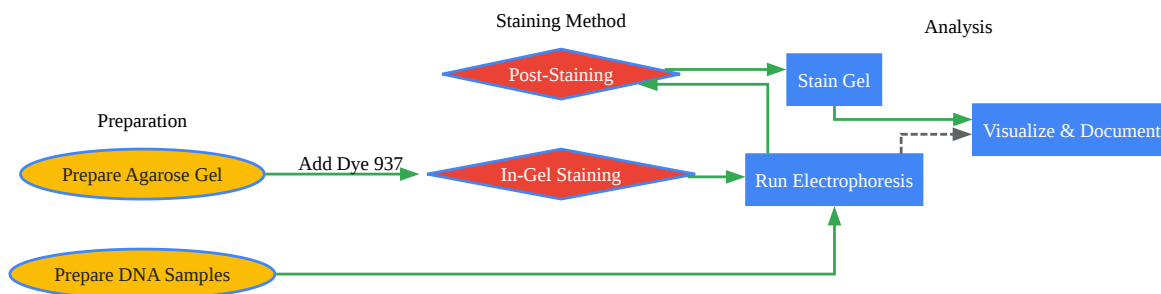 Staining Method
Analysis
Post-Staining
Stain Gel
Preparation
Visualize & Document
Add Dye 937
Prepare Agarose Gel
In-Gel Staining
Run Electrophoresis
Prepare DNA Samples